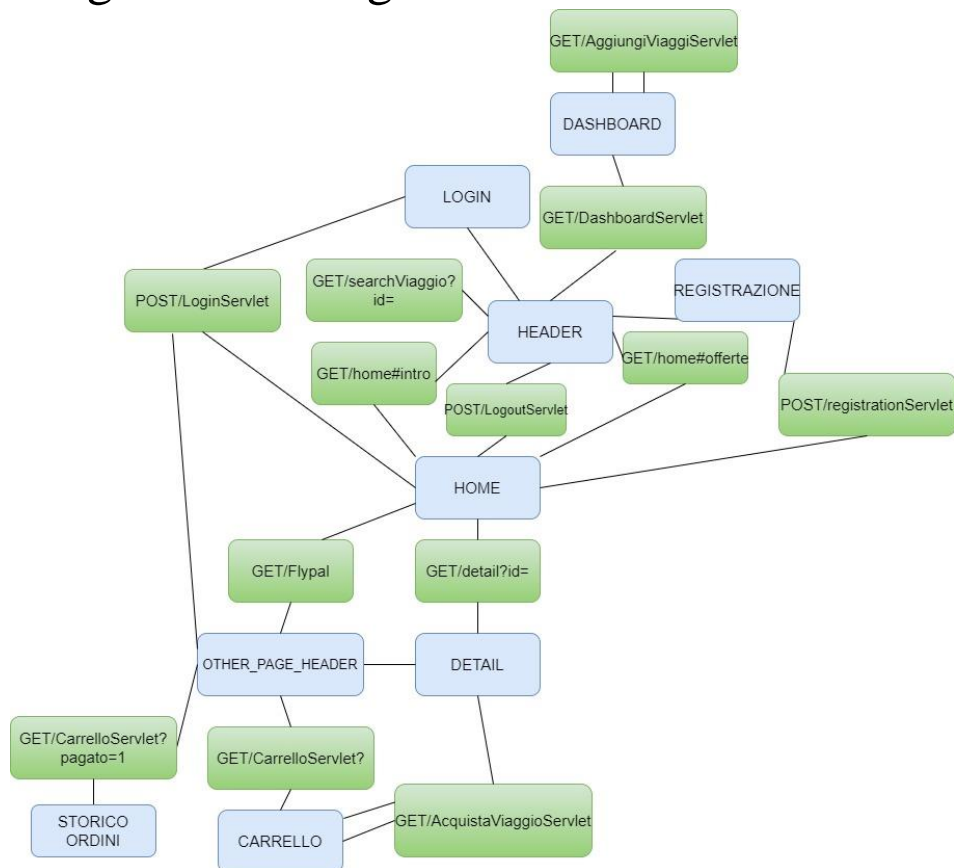 GET/AggiungiViaggiServlet
DASHBOARD
LOGIN
GET/DashboardServlet
GET/searchViaggio?
id=
REGISTRAZIONE
POST/LoginServlet
HEADER
GET/home#intro
GET/home#offerte
POST/LogoutServlet
POST/registrationServlet
HOME
GET/Flypal
GET/detail?id=
OTHER_PAGE_HEADER
DETAIL
GET/CarrelloServlet?
pagato=1
GET/CarrelloServlet?
STORICO
ORDINI
CARRELLO
GET/AcquistaViaggioServlet